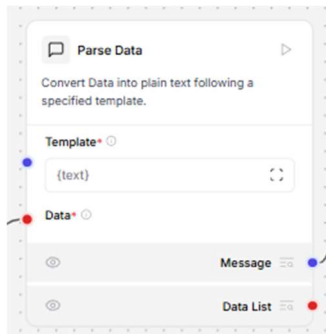 Parse Data
Convert Data into plain text following a
specified template.
Template*
{text}
Data*
Message
Data List